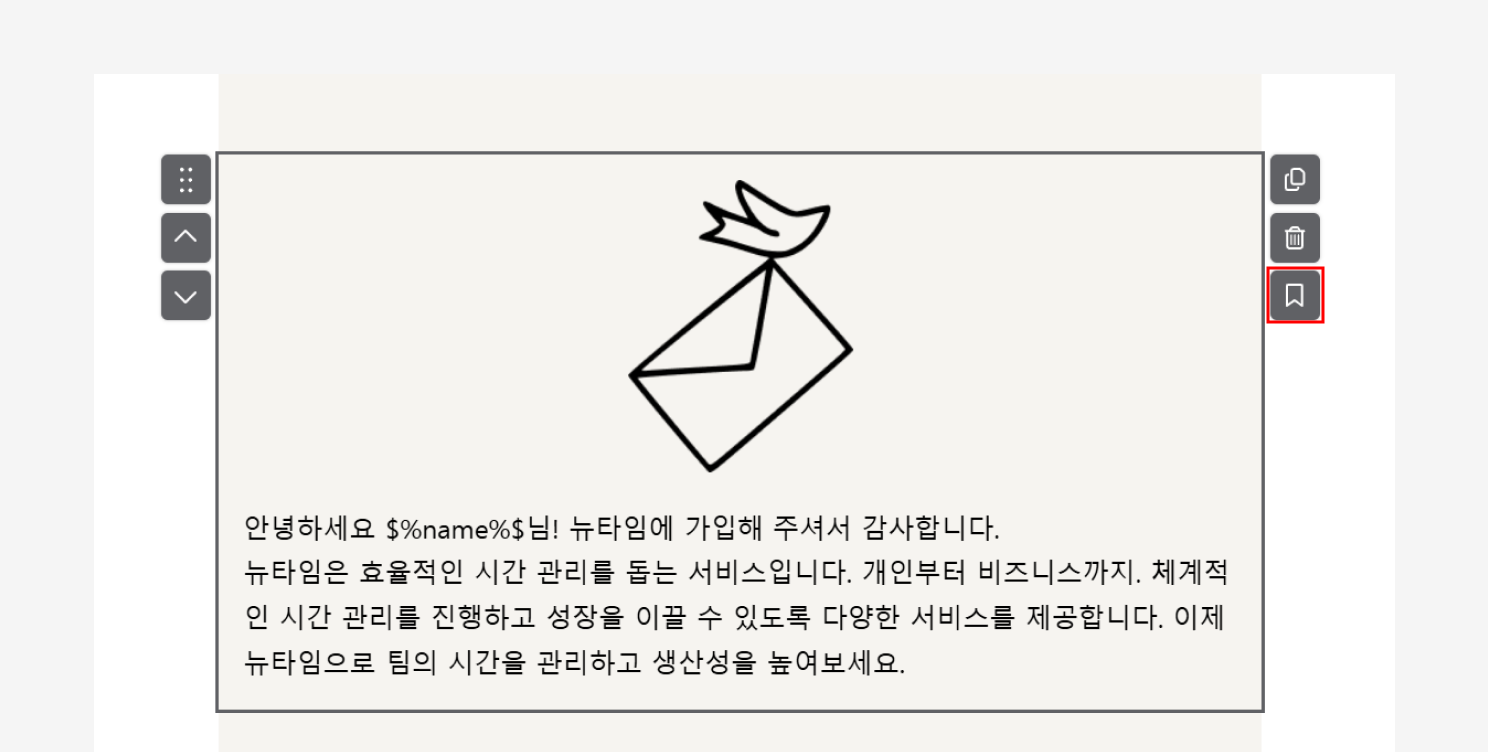 안녕하세요 $%name%$님! 뉴타임에 가입해 주셔서 감사합니다.
뉴타임은 효율적인 시간 관리를 돕는 서비스입니다. 개인부터 비즈니스까지. 체계적
인 시간 관리를 진행하고 성장을 이끌 수 있도록 다양한 서비스를 제공합니다. 이제
뉴타임으로 팀의 시간을 관리하고 생산성을 높여보세요.